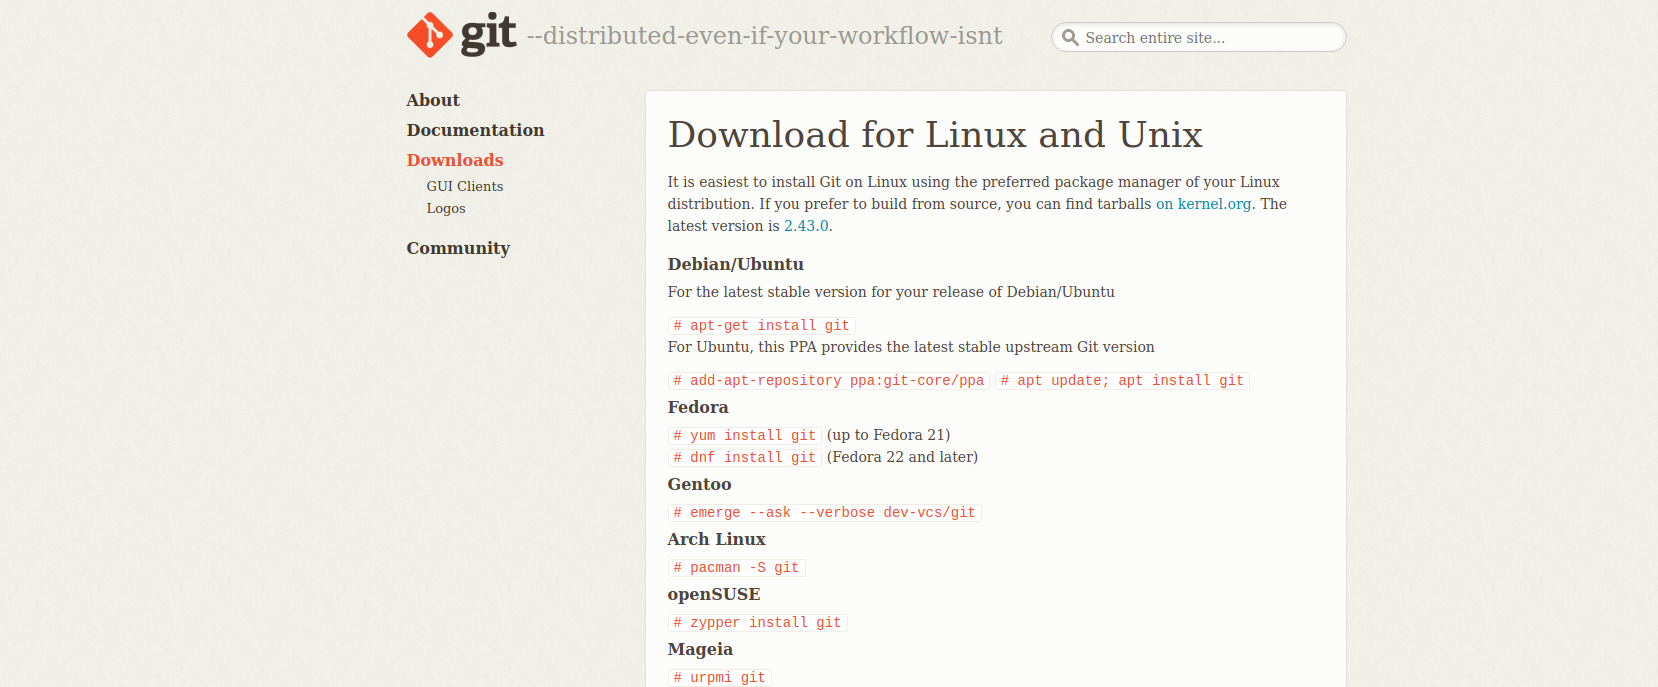 git --distributed-even-if-your-workflow-isnt
Search entire site...
About
Documentation
Downloads
GUI Clients
Logos
Community
Download for Linux and Unix
It is easiest to install Git on Linux using the preferred package manager of your Linux
distribution. If you prefer to build from source, you can find tarballs on kernel.org. The
latest version is 2.43.0.
Debian/Ubuntu
For the latest stable version for your release of Debian/Ubuntu
# apt-get install git
For Ubuntu, this PPA provides the latest stable upstream Git version
# add-apt-repository ppa:git-core/ppa # apt update; apt install git
Fedora
# yum install git (up to Fedora 21)
# dnf install git (Fedora 22 and later)
Gentoo
# emerge --ask --verbose dev-vcs/git
Arch Linux
# pacman -S git
openSUSE
# zypper install git
Mageia
# urpmi git